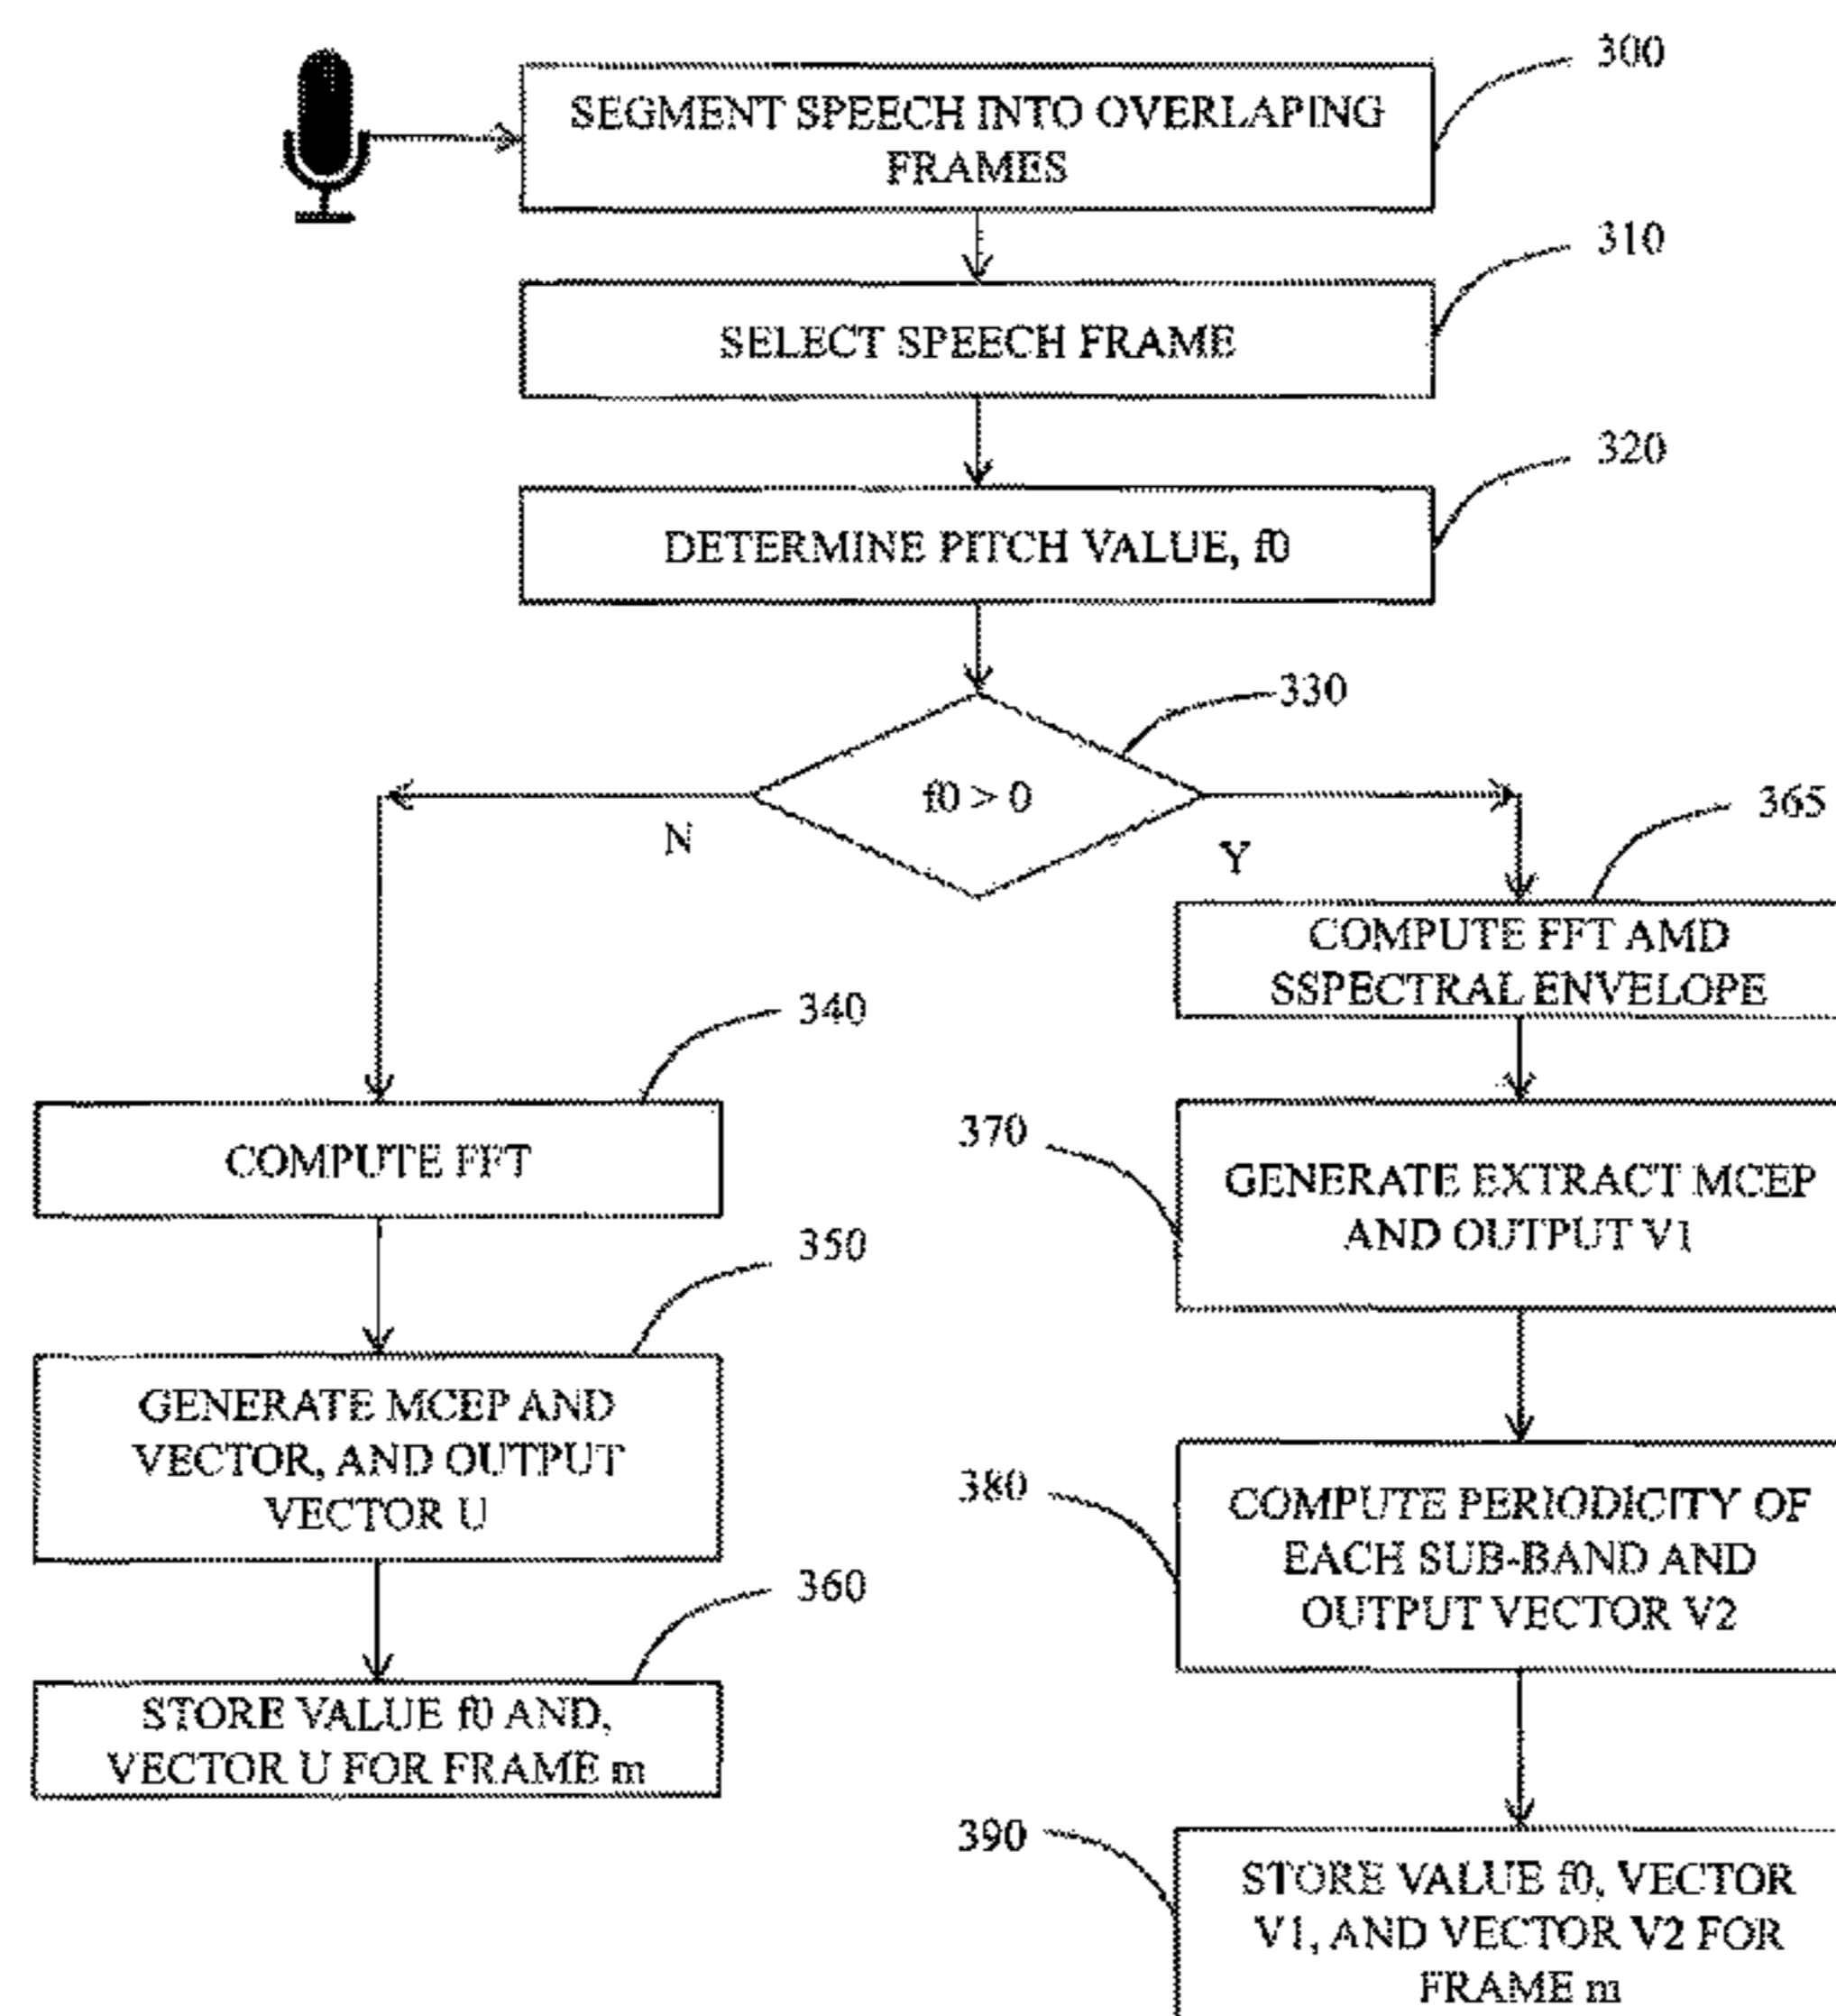 300
SEGMENT SPEECH INTO OVERLAPING
FRAMES
310
SELECT SPEECH FRAME
320
DETERMINE PITCH VALUE, f0
330
f0 > 0
N
Y
365
COMPUTE FFT AMD
SSPECTRAL ENVELOPE
340
COMPUTE FFT
370
GENERATE EXTRACT MCEP
AND OUTPUT V1
350
GENERATE MCEP AND
VECTOR, AND OUTPUT
VECTOR U
380
COMPUTE PERIODICITY OF
EACH SUB-BAND AND
OUTPUT VECTOR V2
360
STORE VALUE f0 AND,
VECTOR U FOR FRAME m
390
STORE VALUE f0, VECTOR
V1, AND VECTOR V2 FOR
FRAME m